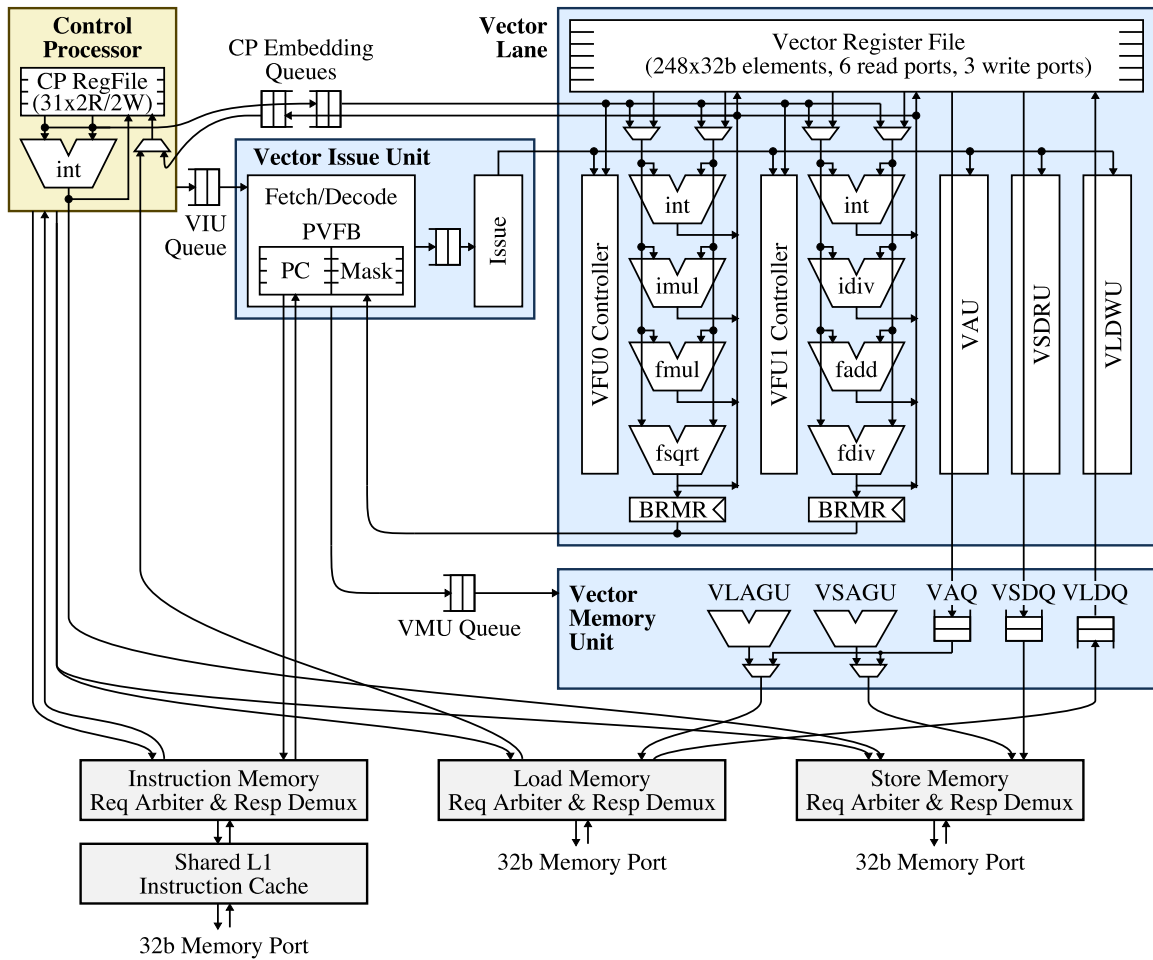 Control
Processor
CP RegFile
(31x2R/2W)
int
CP Embedding
Queues
VIU
Queue
Vector Issue Unit
Fetch/Decode
PVFB
PC
Mask
Issue
Vector
Lane
Vector Register File
(248x32b elements, 6 read ports, 3 write ports)
VFU0 Controller
int
imul
fmul
fsqrt
BRMR
VFU1 Controller
int
idiv
fadd
fdiv
BRMR
VAU
VSDRU
VLDWU
VMU Queue
Vector
Memory
Unit
VLAGU
VSAGU
VAQ
VSDQ
VLDQ
Instruction Memory
Req Arbiter & Resp Demux
Load Memory
Req Arbiter & Resp Demux
Store Memory
Req Arbiter & Resp Demux
Shared L1
Instruction Cache
32b Memory Port
32b Memory Port
32b Memory Port